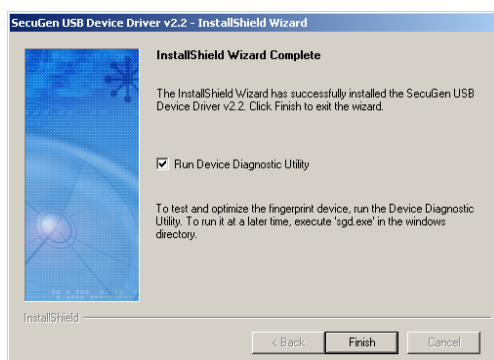 SecuGen USB Device Driver v2.2 - InstallShield Wizard
InstallShield Wizard Complete
The InstallShield Wizard has successfully installed the SecuGen USB
Device Driver v2.2. Click Finish to exit the wizard.
Run Device Diagnostic Utility
To test and optimize the fingerprint device, run the Device Diagnostic
Utility. To run it at a later time, execute 'sgd.exe' in the windows
directory.
InstallShield
< Back
Finish
Cancel